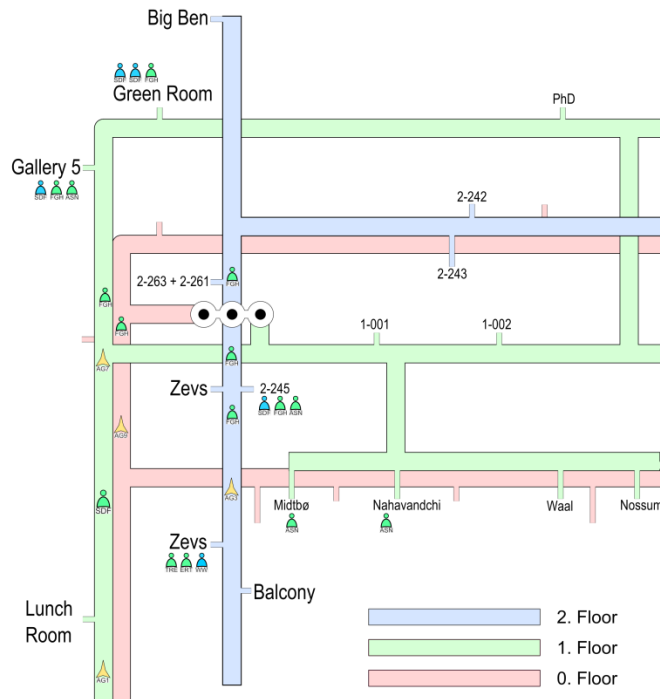 Big Ben
SDF SDF FGH
Green Room
PhD
Gallery 5
SDF FGH ASN
2-242
2-243
2-263 + 2-261
FGH
FGH
FGH
1-001
1-002
FGH
Zevs
2-245
SDF FGH ASN
FGH
AG3
SDF
Midtbø
Nahavandchi
Waal
Nossum
ASN
ASN
Zevs
THE ERT WW
Balcony
Lunch
Room
2. Floor
1. Floor
0. Floor
AG1